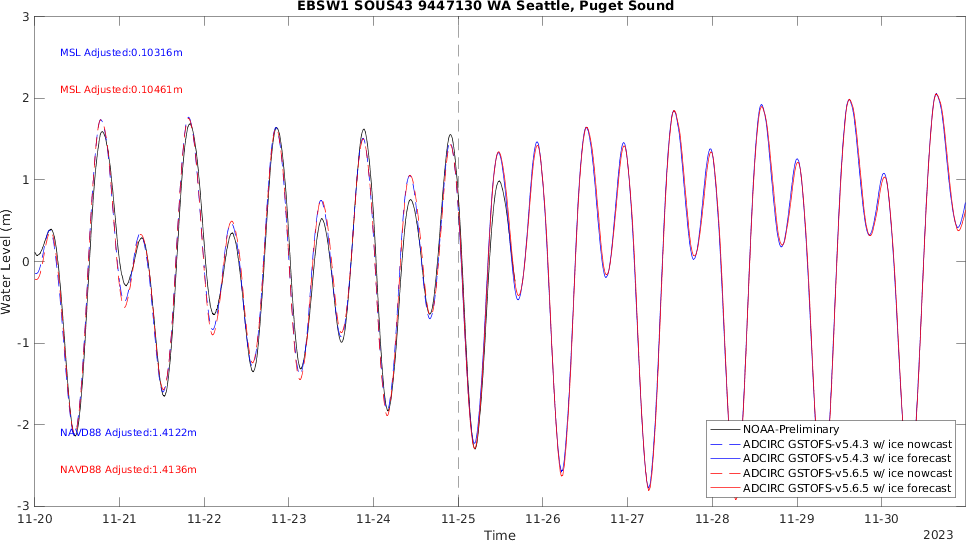 EBSW1 SOUS43 9447130 WA Seattle, Puget Sound
MSL Adjusted:0.10316m
MSL Adjusted:0.10461m
NAVD88 Adjusted:1.4122m
NAVD88 Adjusted:1.4136m
Water Level (m)
3
2
1
0
-1
-2
-3
NOAA-Preliminary
ADCIRC GSTOFS-v5.4.3 w/ ice nowcast
ADCIRC GSTOFS-v5.4.3 w/ ice forecast
ADCIRC GSTOFS-v5.6.5 w/ ice nowcast
ADCIRC GSTOFS-v5.6.5 w/ ice forecast
11-20 11-21 11-22 11-23 11-24 11-25 11-26 11-27 11-28 11-29 11-30
Time
2023